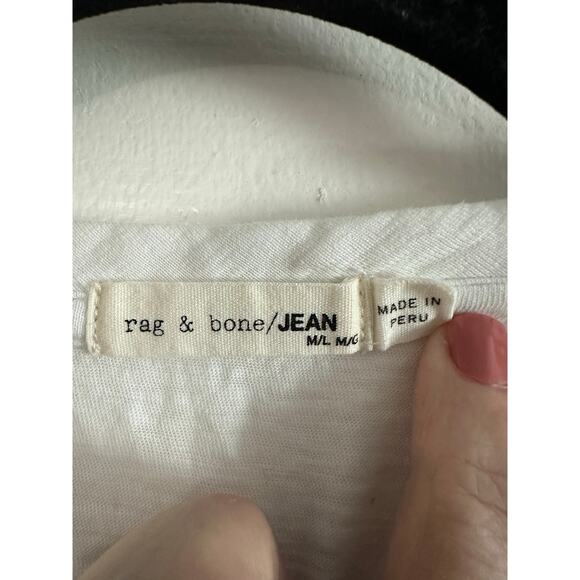 rag & bone/JEAN
M/L M/G
MADE IN
PERU